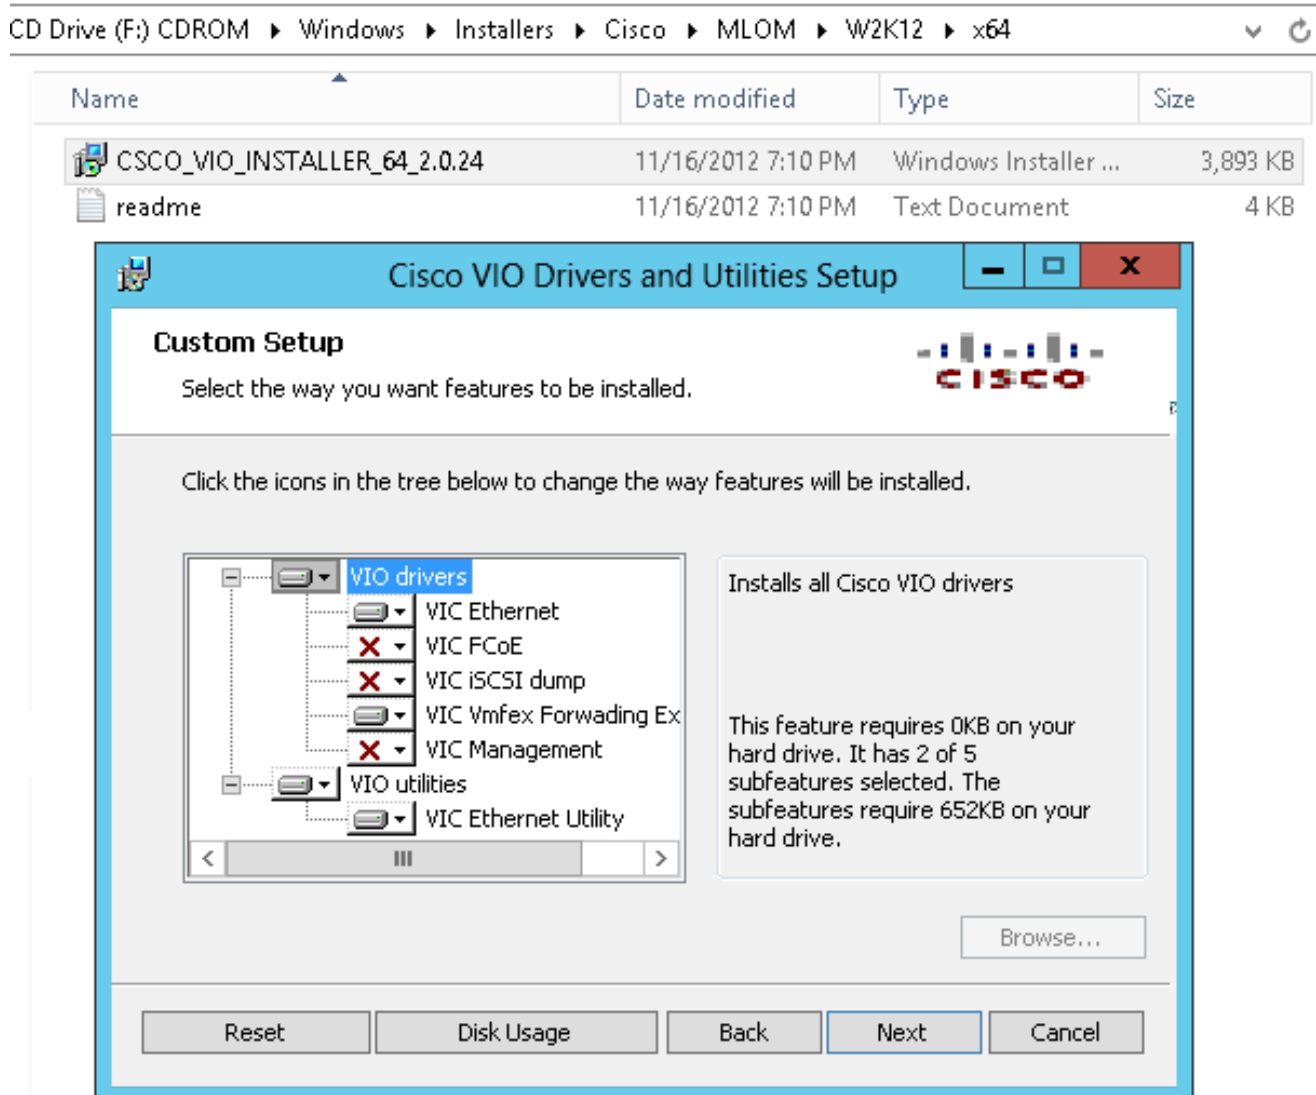 CD Drive (F:) CDROM ▸ Windows ▸ Installers ▸ Cisco ▸ MLOM ▸ W2K12 ▸ x64
Name Date modified Type Size
CSCO_VIO_INSTALLER_64_2.0.24 11/16/2012 7:10 PM Windows Installer ... 3,893 KB
readme 11/16/2012 7:10 PM Text Document 4 KB
Cisco VIO Drivers and Utilities Setup
Custom Setup
Select the way you want features to be installed.
CISCO
Click the icons in the tree below to change the way features will be installed.
VIO drivers
VIC Ethernet
VIC FCoE
VIC iSCSI dump
VIC Vmfex Forwading Ex
VIC Management
VIO utilities
VIC Ethernet Utility
Installs all Cisco VIO drivers
This feature requires 0KB on your
hard drive. It has 2 of 5
subfeatures selected. The
subfeatures require 652KB on your
hard drive.
Browse...
Reset Disk Usage Back Next Cancel